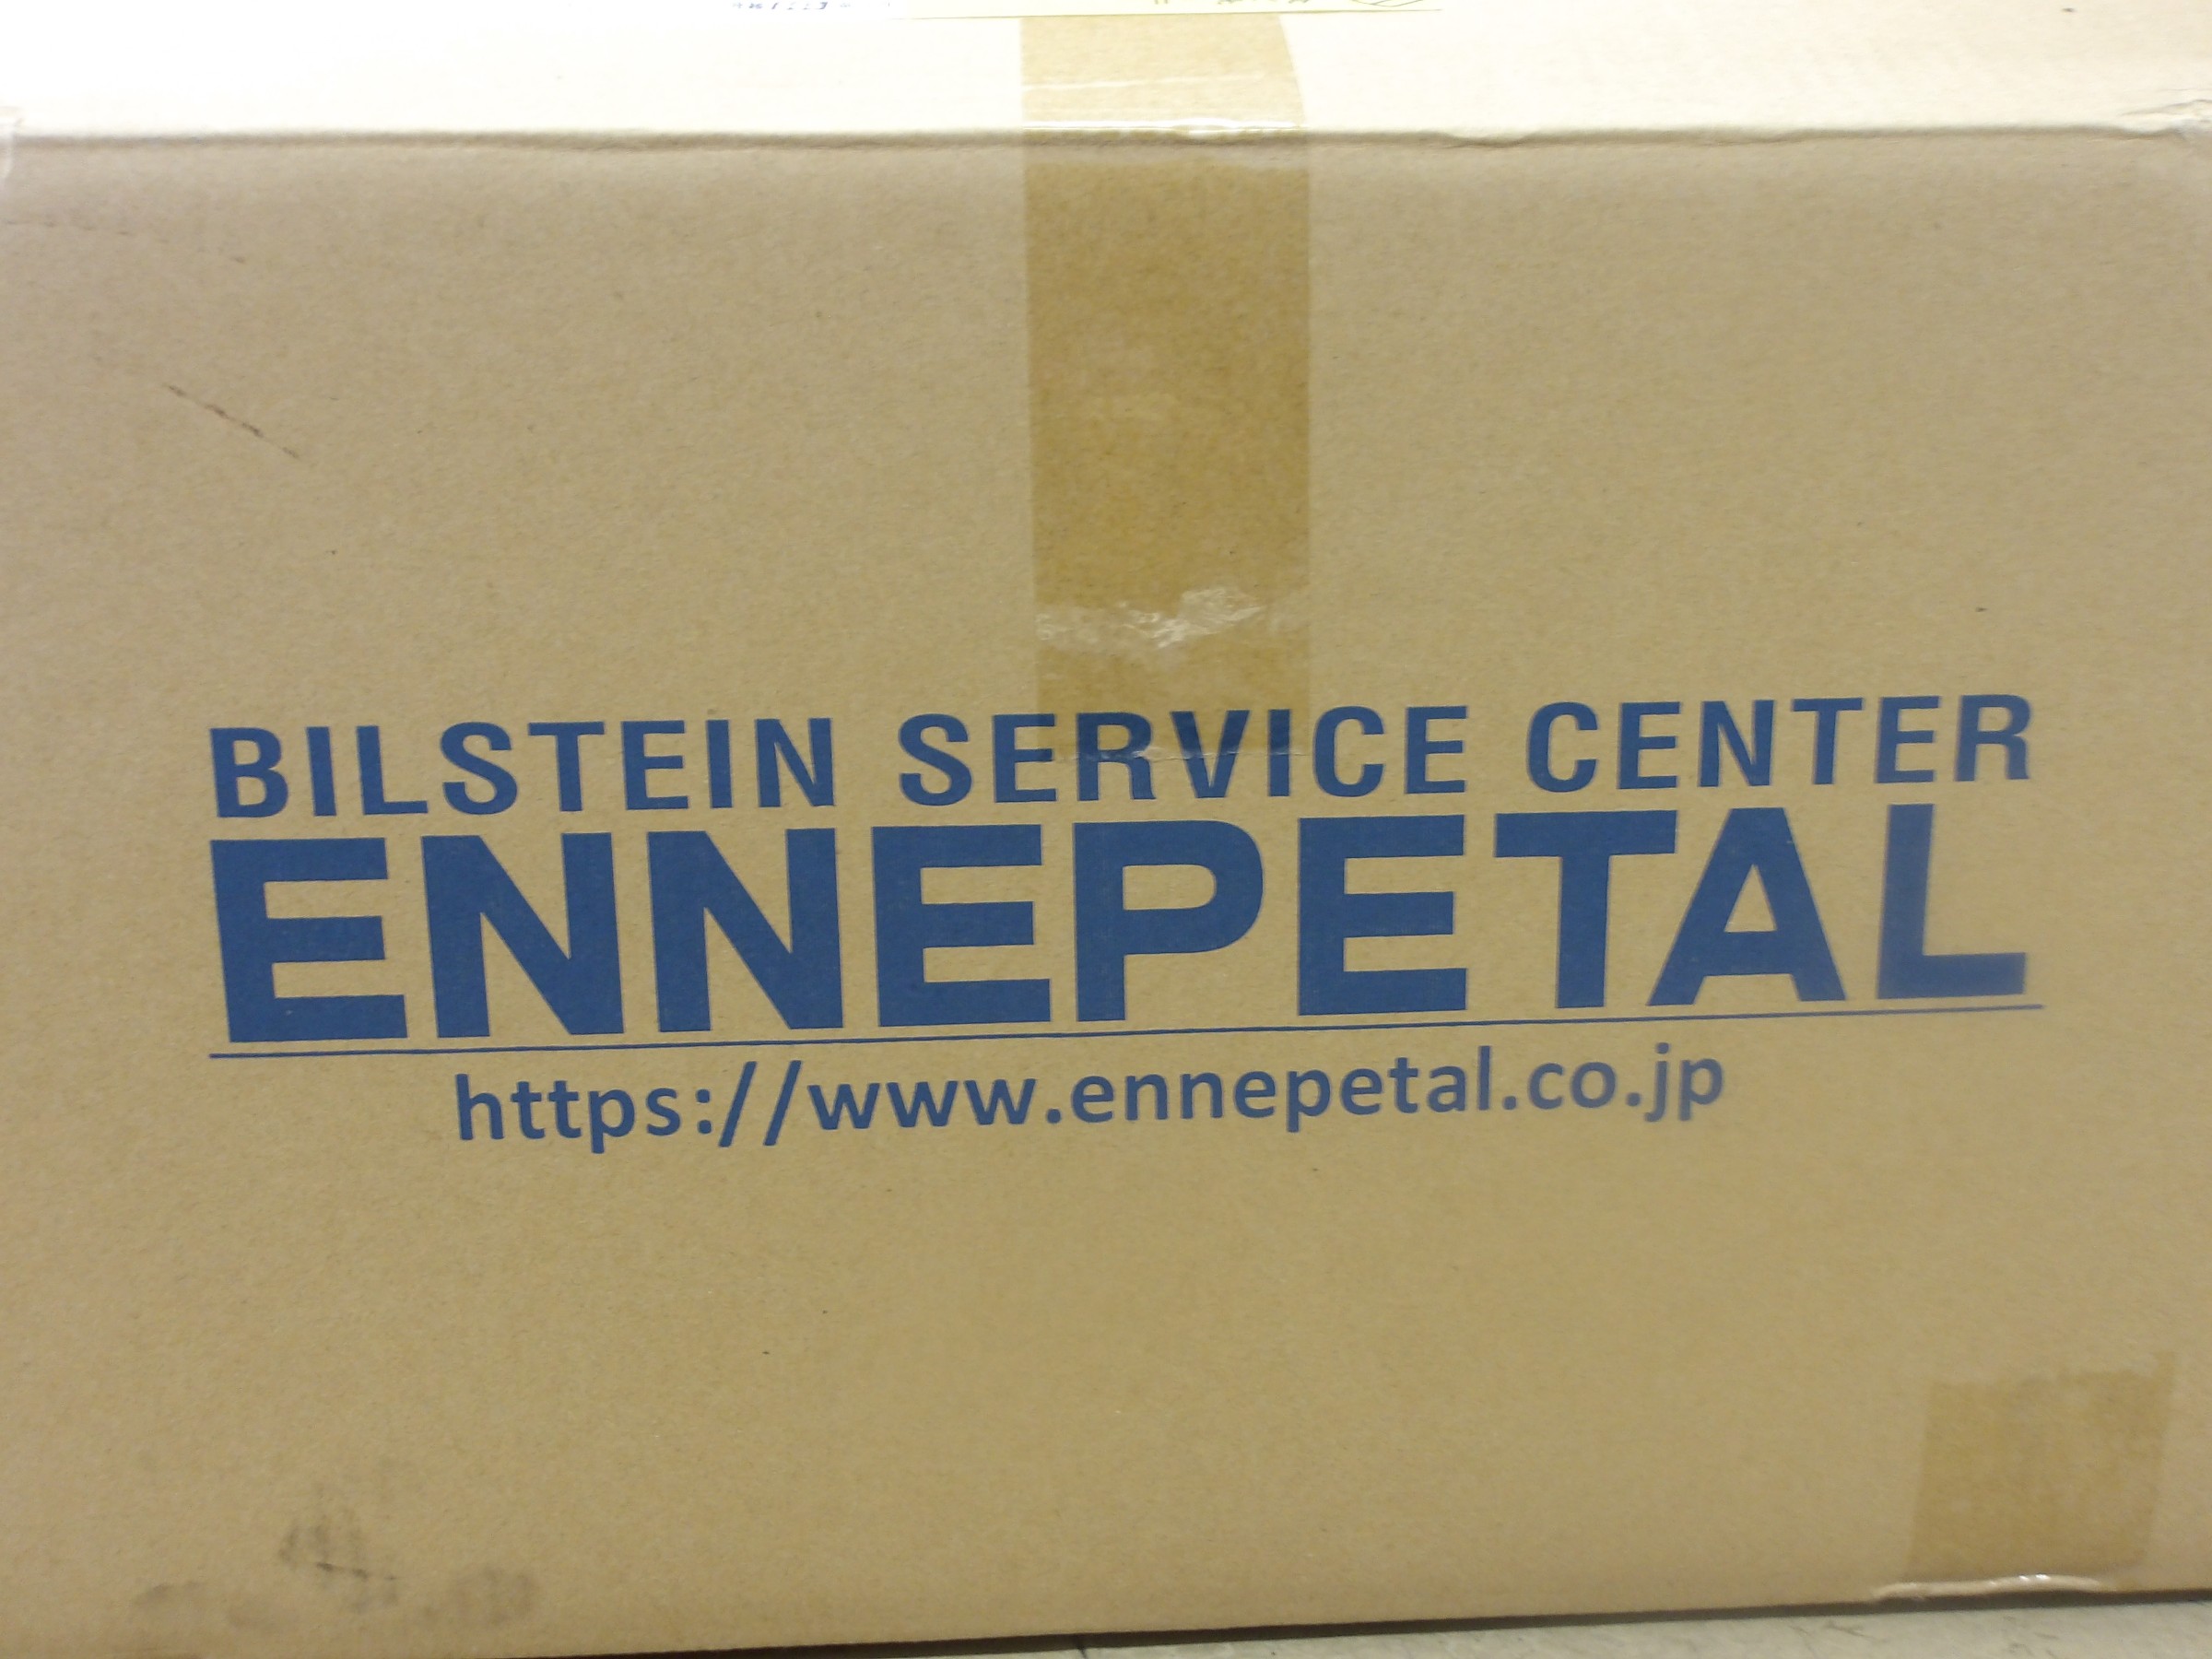 BILSTEIN SERVICE CENTER
ENNEPETAL
https://www.ennepetal.co.jp